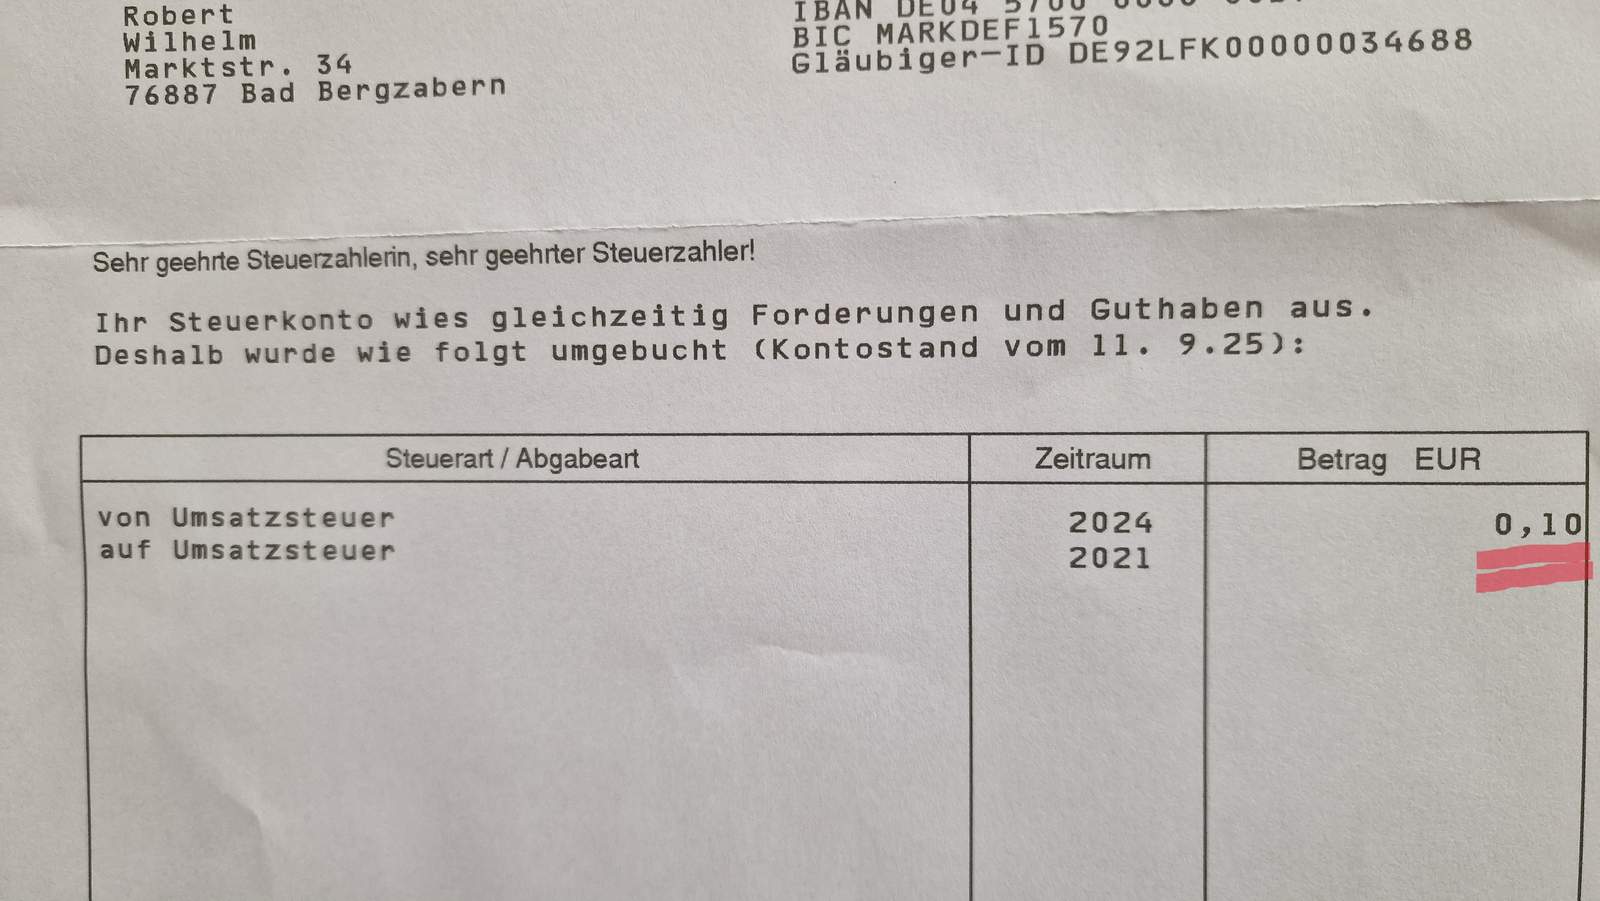 Robert
Wilhelm
Marktstr. 34
76887 Bad Bergzabern
IBAN DE04
BIC MARKDEF1570
Gläubiger-ID DE92LFK00000034688
Sehr geehrte Steuerzahlerin, sehr geehrter Steuerzahler!
Ihr Steuerkonto wies gleichzeitig Forderungen und Guthaben aus.
Deshalb wurde wie folgt umgebucht (Kontostand vom 11. 9.25):
Steuerart / Abgabeart Zeitraum Betrag EUR
von Umsatzsteuer 2024 0,10
auf Umsatzsteuer 2021